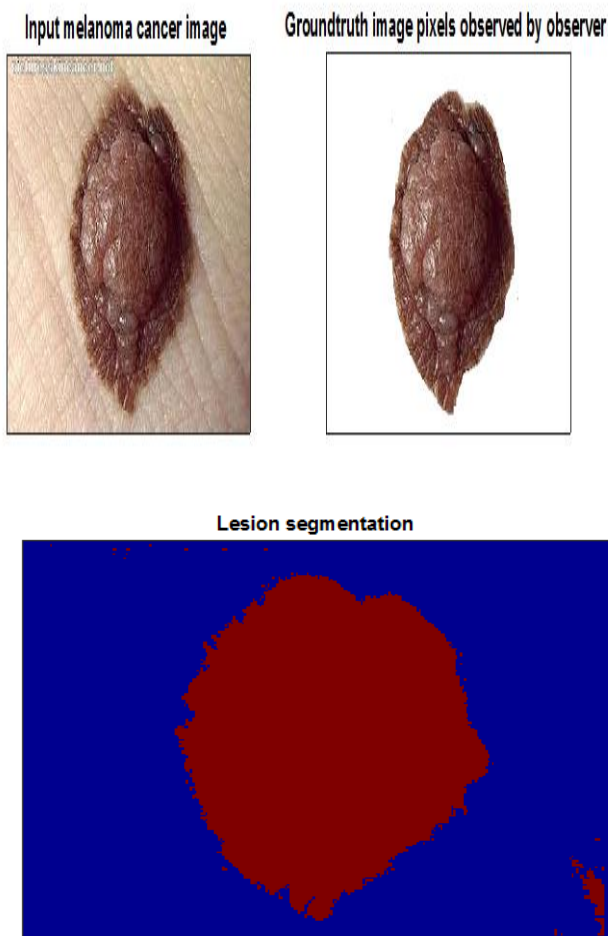 Input melanoma cancer image
Groundtruth image pixels observed by observer
Lesion segmentation